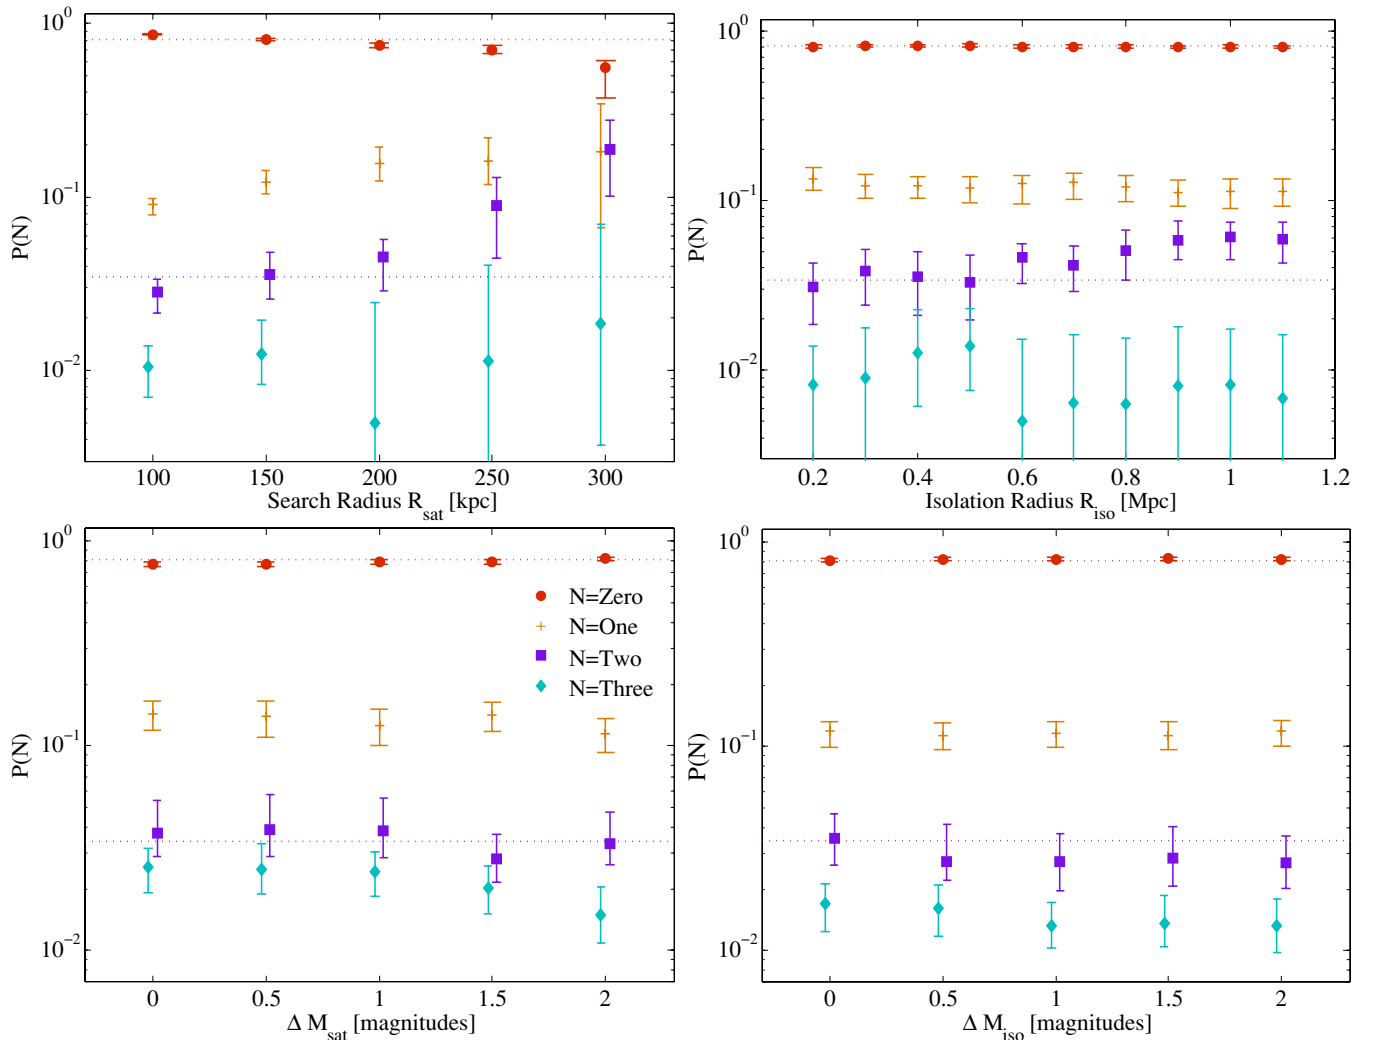 10^0
10^-1
10^-2
P(N)
100 150 200 250 300
Search Radius R_sat [kpc]
10^0
10^-1
10^-2
P(N)
0.2 0.4 0.6 0.8 1 1.2
Isolation Radius R_iso [Mpc]
10^0
10^-1
10^-2
P(N)
N=Zero
N=One
N=Two
N=Three
0 0.5 1 1.5 2
Δ M_sat [magnitudes]
10^0
10^-1
10^-2
P(N)
0 0.5 1 1.5 2
Δ M_iso [magnitudes]